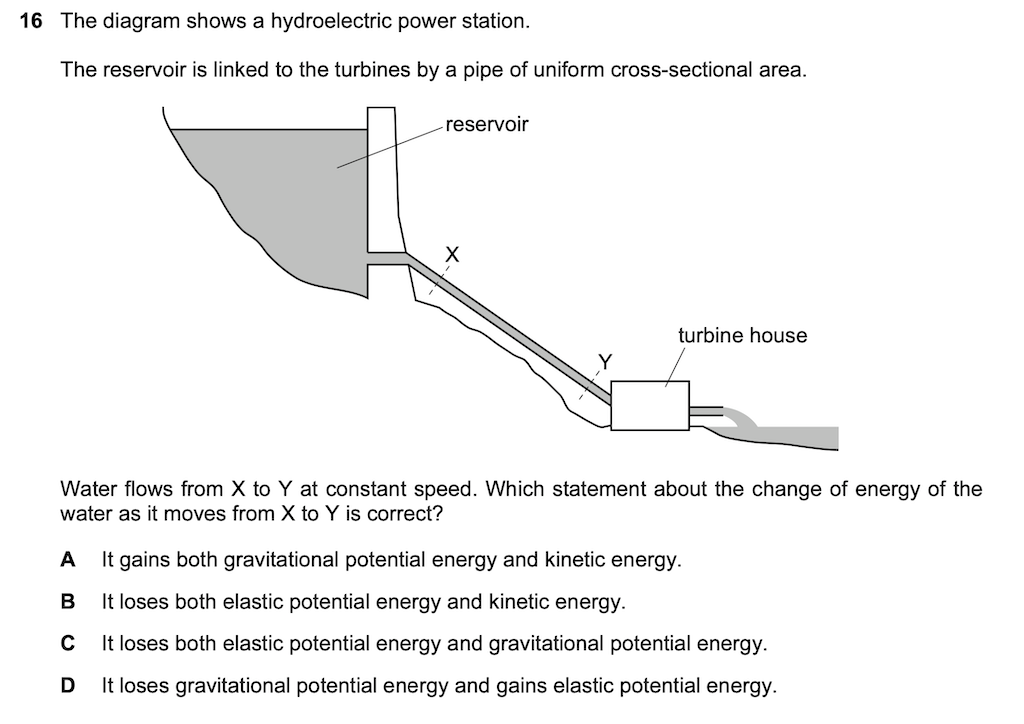 16 The diagram shows a hydroelectric power station.
The reservoir is linked to the turbines by a pipe of uniform cross-sectional area.
reservoir
X
turbine house
Y
Water flows from X to Y at constant speed. Which statement about the change of energy of the
water as it moves from X to Y is correct?
A It gains both gravitational potential energy and kinetic energy.
B It loses both elastic potential energy and kinetic energy.
C It loses both elastic potential energy and gravitational potential energy.
D It loses gravitational potential energy and gains elastic potential energy.